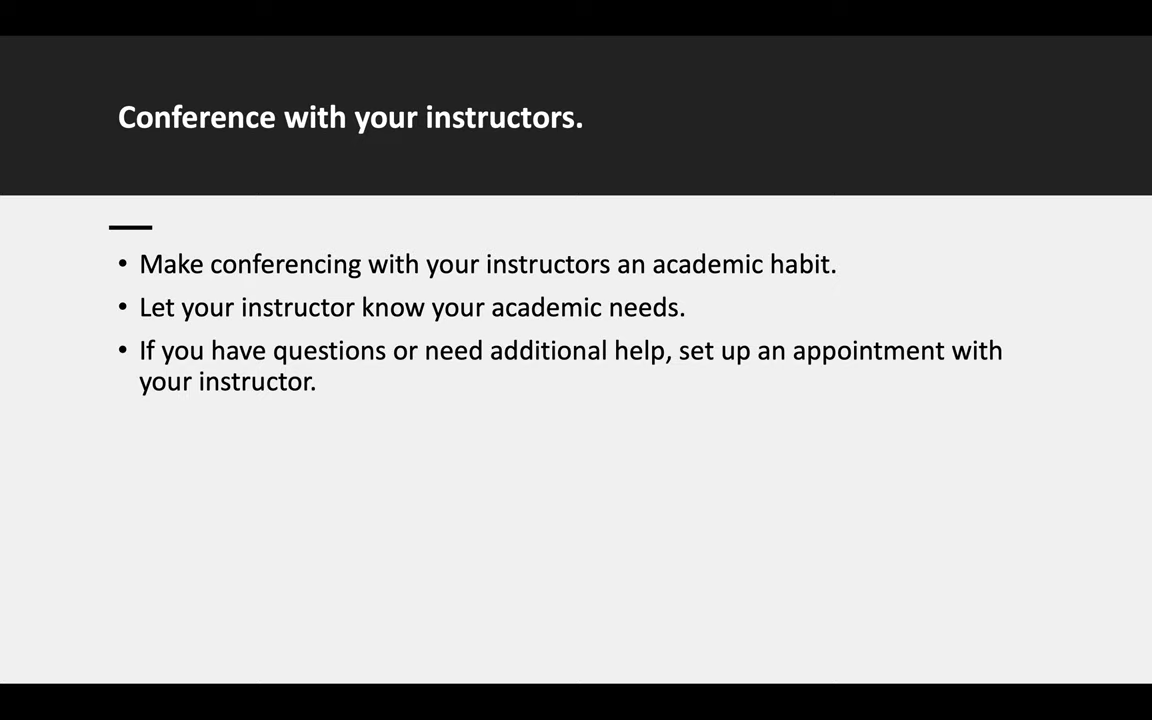 Conference with your instructors.
• Make conferencing with your instructors an academic habit.
• Let your instructor know your academic needs.
• If you have questions or need additional help, set up an appointment with
your instructor.